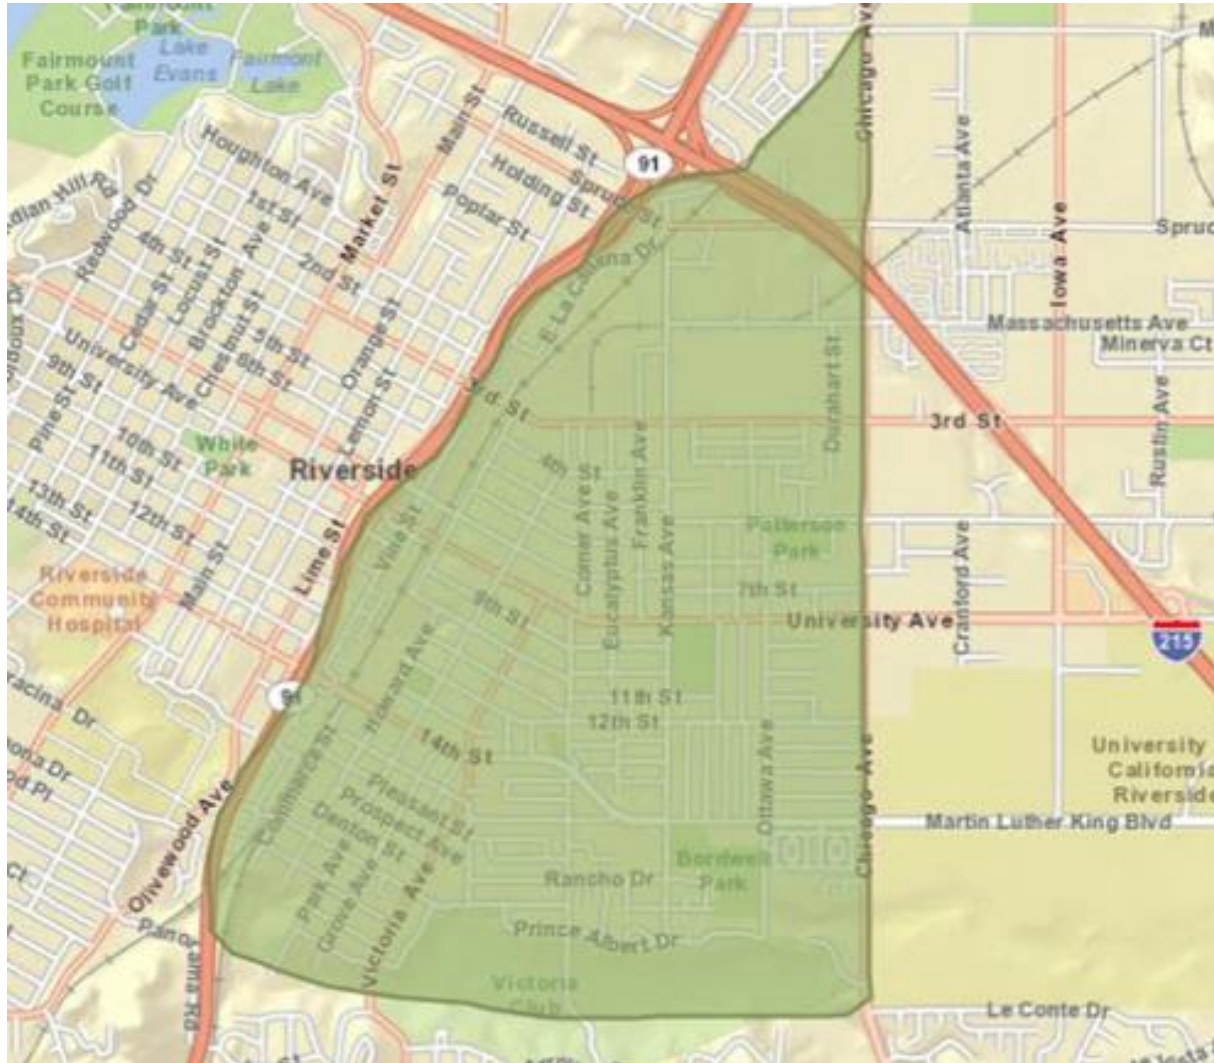 Fairmount
Park
Lake
Evans
Fairmont
Lake
Fairmount
Park Golf
Course
Chicago Ave
Main St
Russell St
Holding St
Spruce St
91
Poplar St
Houghton Ave
1st St
Market St
Redwood Dr
4th St
2nd St
Locust St
Brockton Ave
Cedar St
Chestnut St
5th St
6th St
Orange St
E La Cadena Dr
Atlanta Ave
Iowa Ave
Massachusetts Ave
Minerva Ct
University Ave
9th St
Pine St
Lemon St
3rd St
3rd St
Durahart St
Rustin Ave
White
Park
Riverside
10th St
11th St
12th St
13th St
14th St
4th St
Franklin Ave
Eucalyptus Ave
Kansas Ave
Patterson
Park
Vine St
Lime St
Main St
Riverside
Community
Hospital
9th St
7th St
University Ave
Cranford Ave
215
91
Howard Ave
11th St
12th St
14th St
Commerce St
Ottawa Ave
Chicago Ave
University
California
Riverside
Martin Luther King Blvd
Pleasant St
Prospect Ave
Denton St
Park Ave
Grove Ave
Victoria Ave
Olivewood Ave
Panorama Rd
Rancho Dr
Bordwell
Park
Prince Albert Dr
Victoria
Club
Le Conte Dr